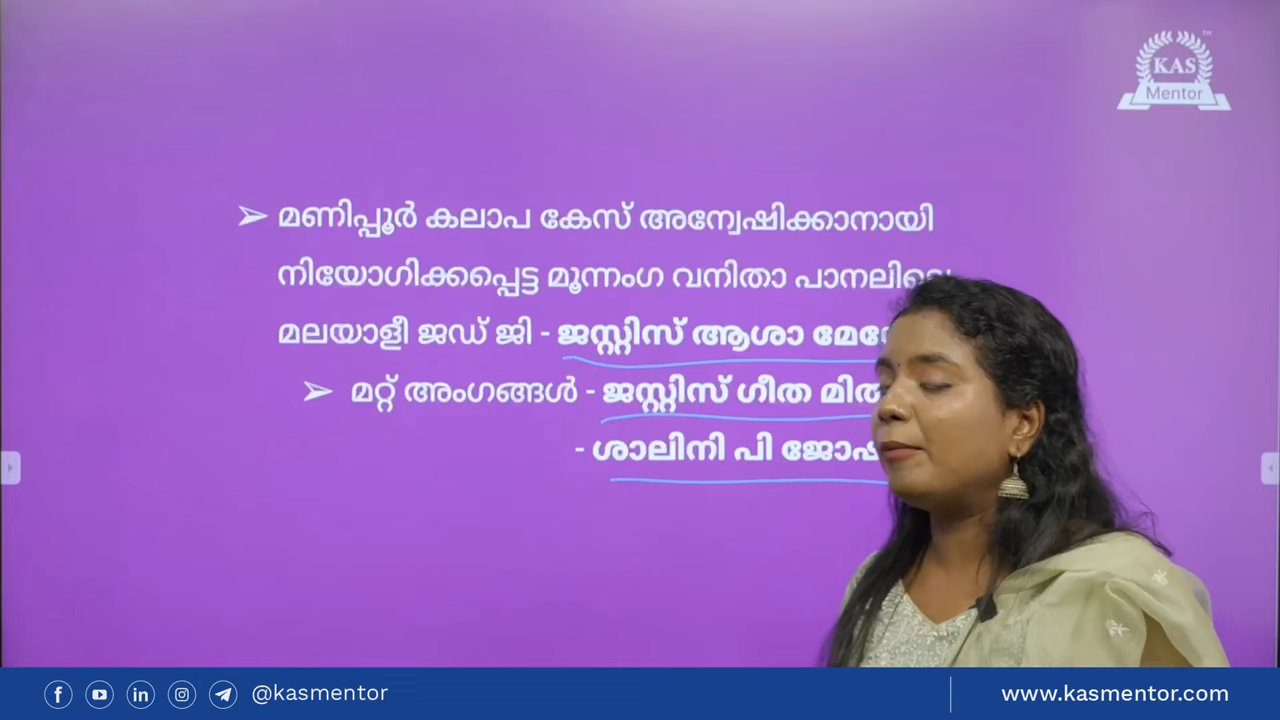 KAS
Mentor
TM
➢ മണിപ്പൂർ കലാപ കേസ് അന്വേഷിക്കാനായി
നിയോഗിക്കപ്പെട്ട മൂന്നംഗ വനിതാ
മലയാളീ ജഡ് ജി - ജസ്റ്റിസ് ആശാ
➢ മറ്റ് അംഗങ്ങൾ - ജസ്റ്റിസ് ഗീത
- ശാലിനി പി
@kasmentor
www.kasmentor.com